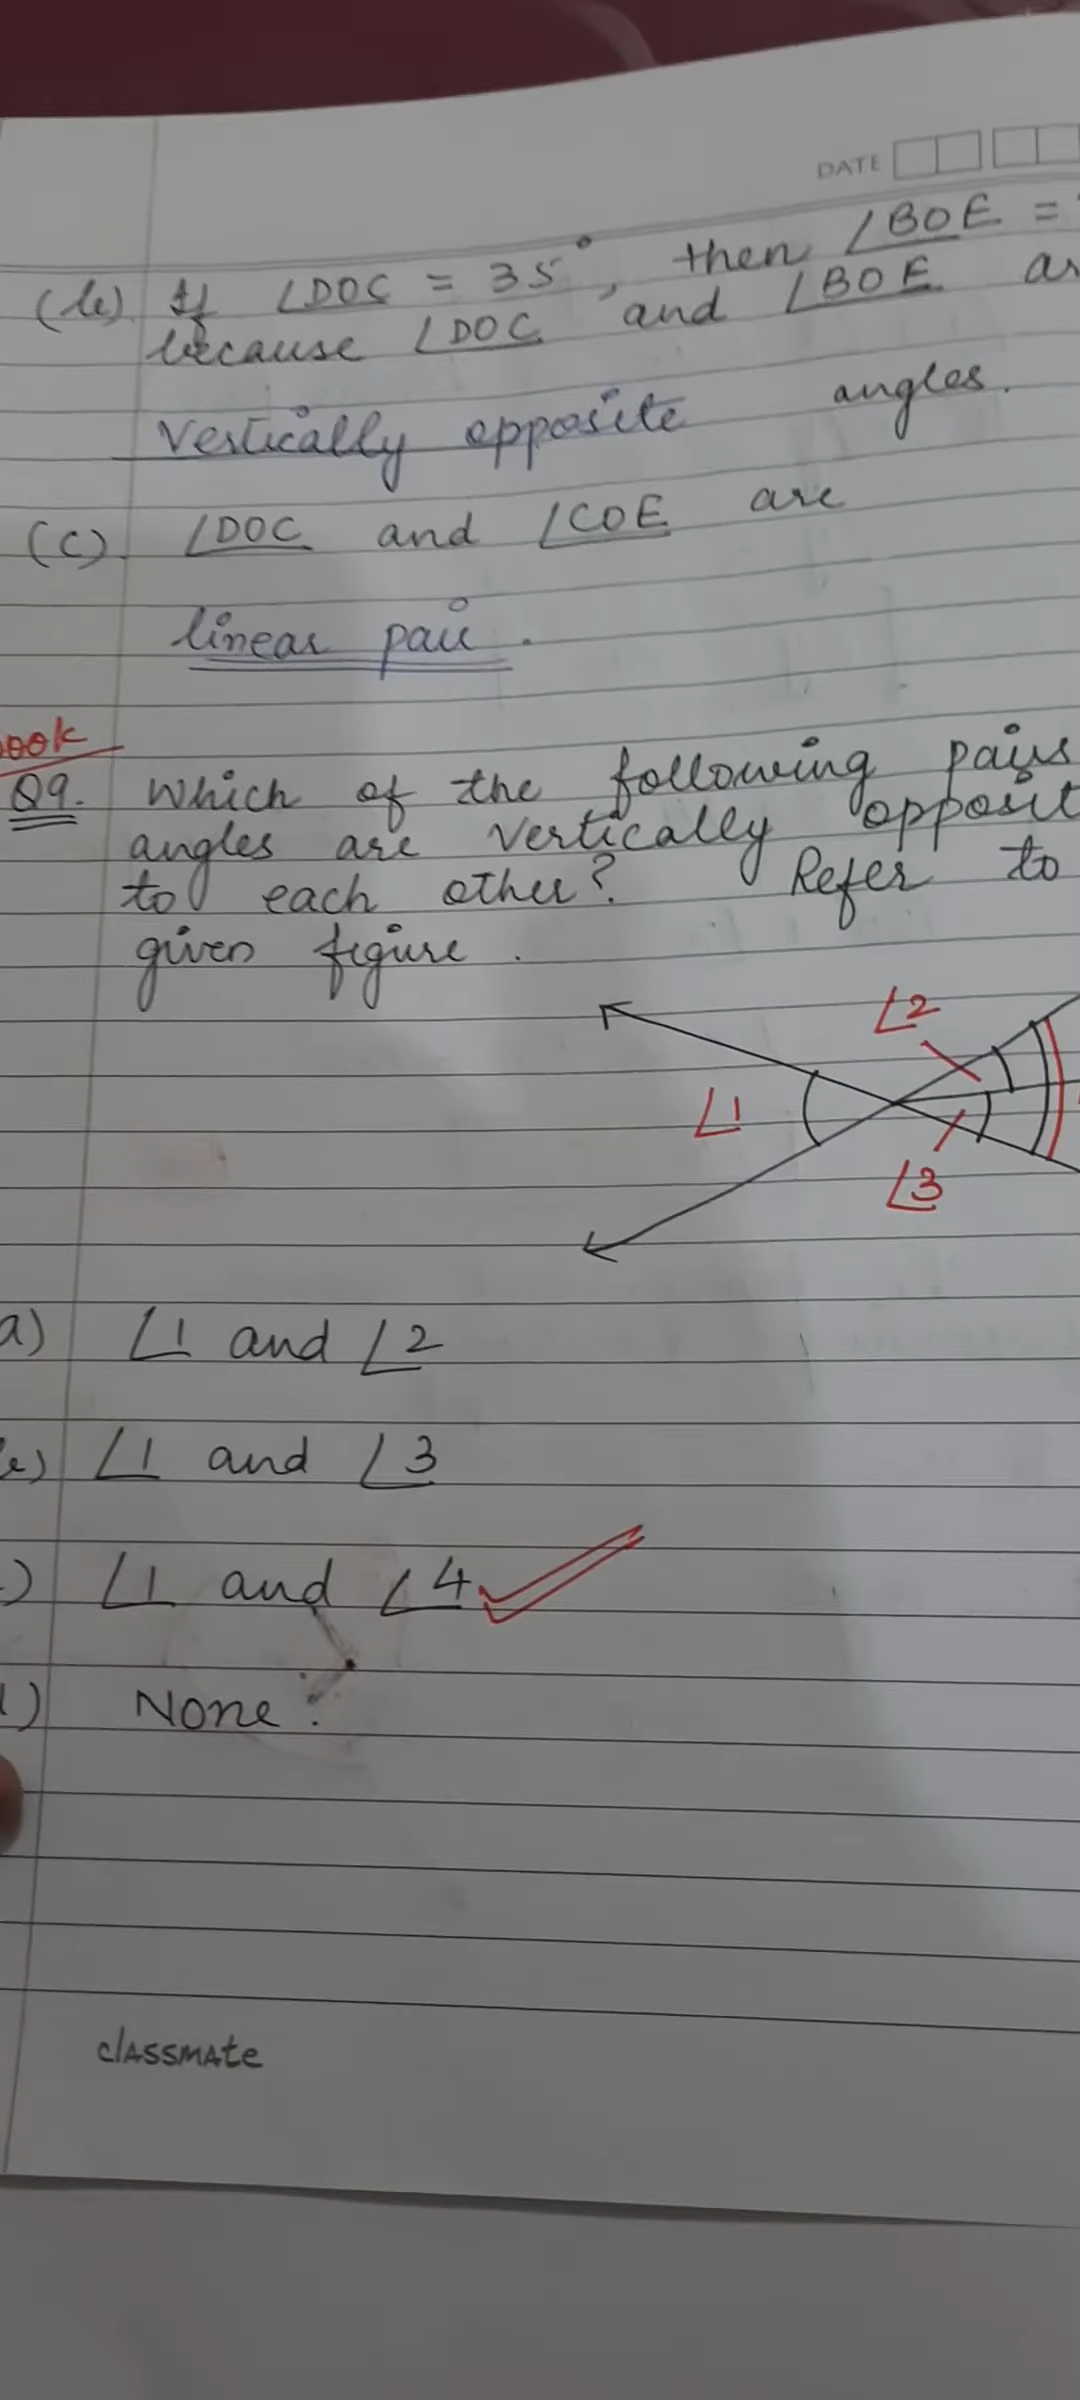 DATE
(b) If ∠DOC = 35°, then ∠BOE =
because ∠DOC and ∠BOE
vertically opposite angles.
(c) ∠DOC and ∠COE are
linear pair.
ook
Q9. Which of the following pairs
angles are vertically opposit
to each other? Refer to
given figure.
∠2
∠1
∠3
a) ∠1 and ∠2
b) ∠1 and ∠3
) ∠1 and ∠4
) None.
classmate